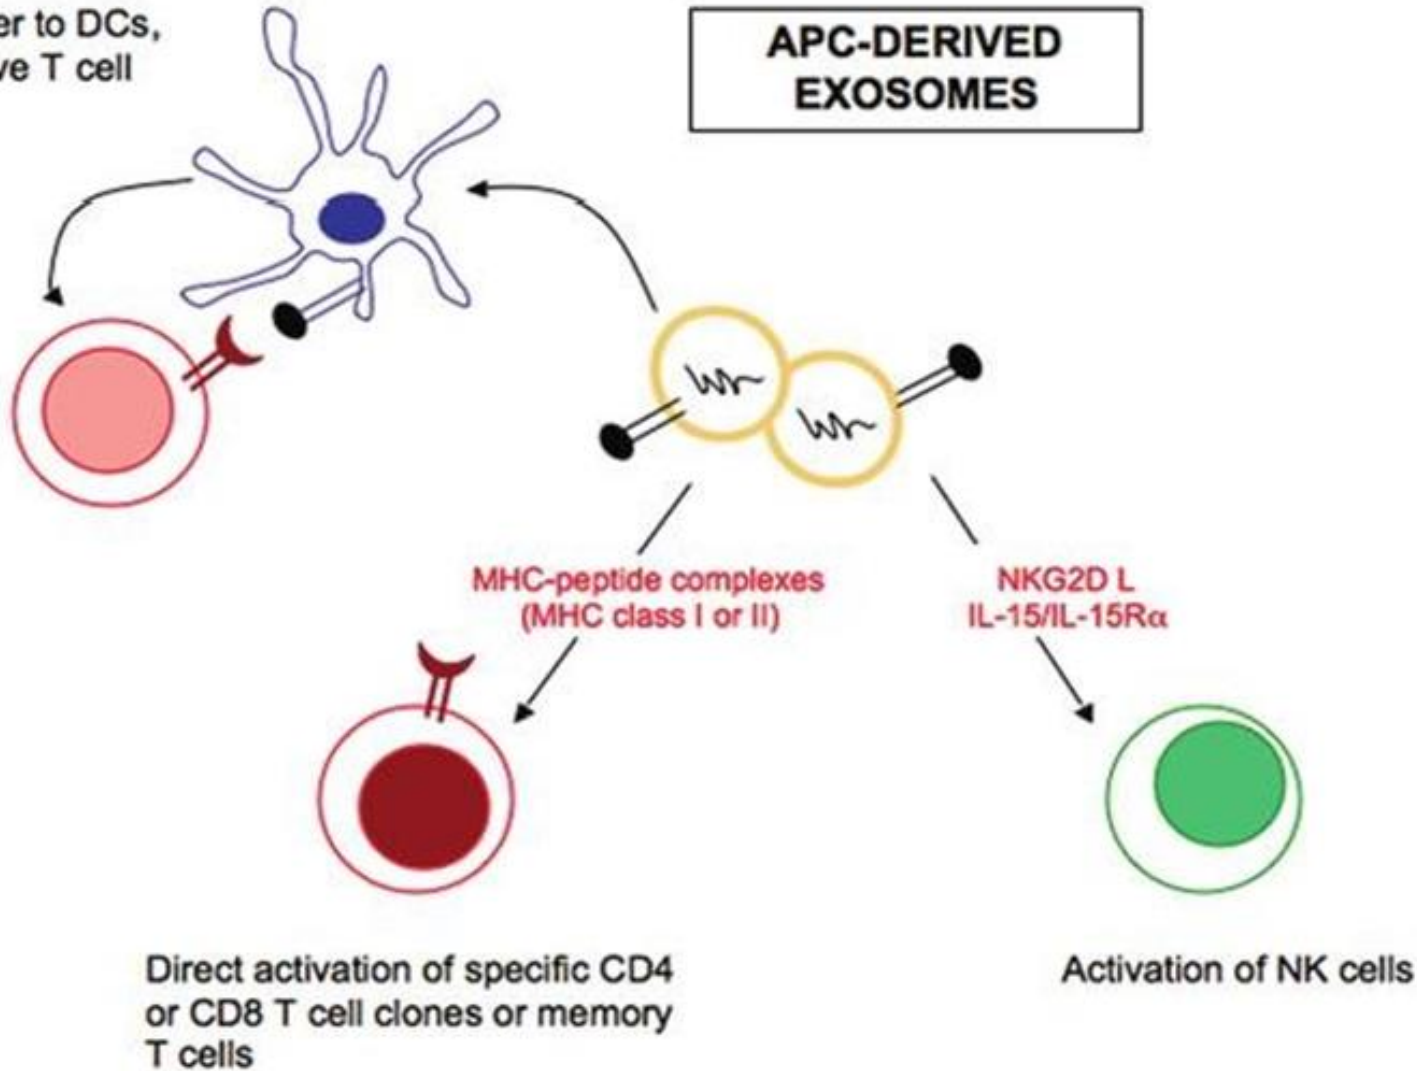 er to DCs,
ve T cell
APC-DERIVED
EXOSOMES
MHC-peptide complexes
(MHC class I or II)
NKG2D L
IL-15/IL-15Rα
Direct activation of specific CD4
or CD8 T cell clones or memory
T cells
Activation of NK cells